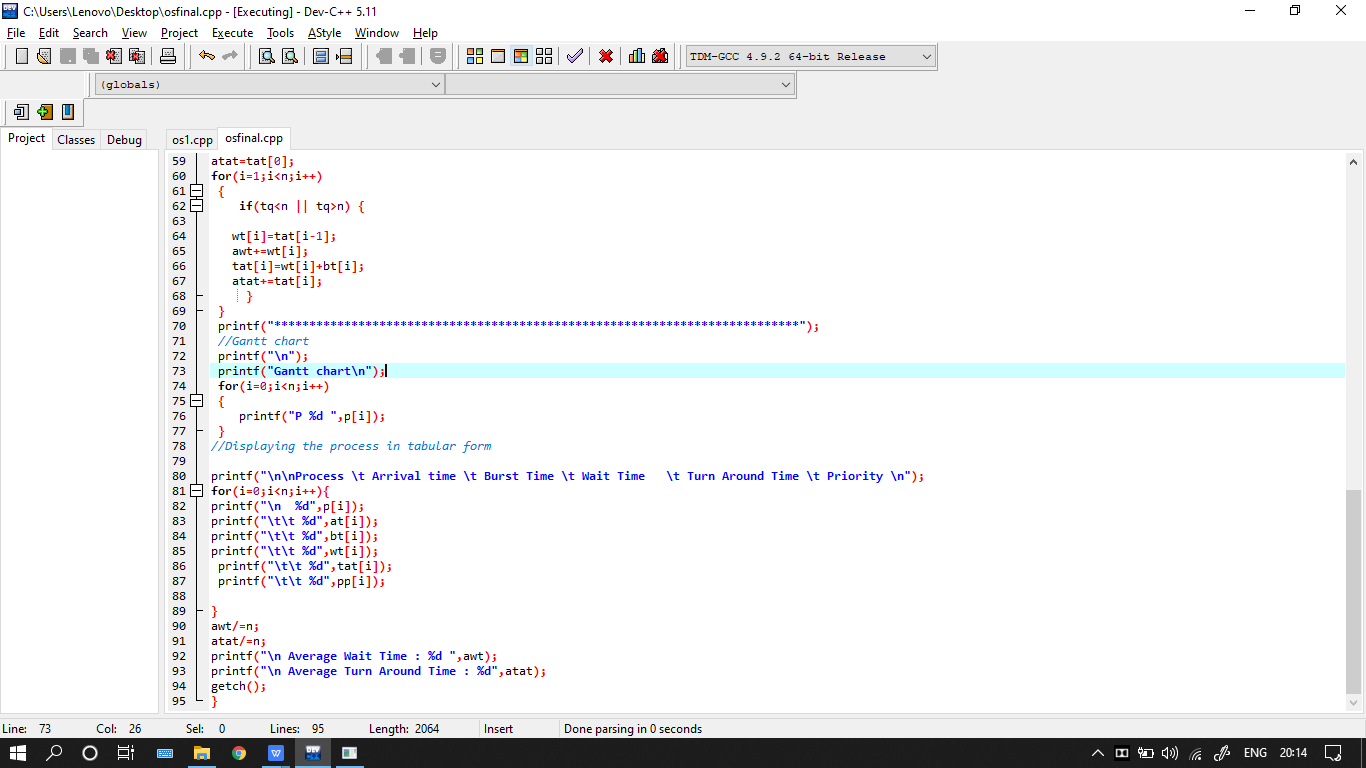 C:\Users\Lenovo\Desktop\osfinal.cpp - [Executing] - Dev-C++ 5.11
File Edit Search View Project Execute Tools AStyle Window Help
TDM-GCC 4.9.2 64-bit Release
(globals)
Project Classes Debug
os1.cpp osfinal.cpp
59 atat=tat[0];
60 for(i=1;i<n;i++)
61 {
62 if(tq<n || tq>n) {
63
64 wt[i]=tat[i-1];
65 awt+=wt[i];
66 tat[i]=wt[i]+bt[i];
67 atat+=tat[i];
68 }
69 }
70 printf("***************************************************************************");
71 //Gantt chart
72 printf("\n");
73 printf("Gantt chart\n");
74 for(i=0;i<n;i++)
75 {
76 printf("P %d ",p[i]);
77 }
78 //Displaying the process in tabular form
79
80 printf("\n\nProcess \t Arrival time \t Burst Time \t Wait Time   \t Turn Around Time \t Priority \n");
81 for(i=0;i<n;i++){
82 printf("\n  %d",p[i]);
83 printf("\t\t %d",at[i]);
84 printf("\t\t %d",bt[i]);
85 printf("\t\t %d",wt[i]);
86 printf("\t\t %d",tat[i]);
87 printf("\t\t %d",pp[i]);
88
89 }
90 awt/=n;
91 atat/=n;
92 printf("\n Average Wait Time : %d ",awt);
93 printf("\n Average Turn Around Time : %d",atat);
94 getch();
95 }
Line: 73 Col: 26 Sel: 0 Lines: 95 Length: 2064 Insert Done parsing in 0 seconds
ENG 20:14